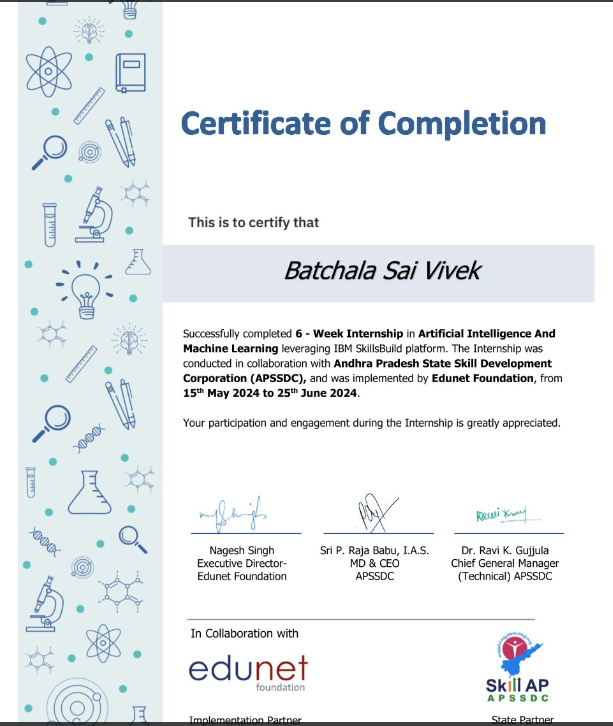 Certificate of Completion
This is to certify that
Batchala Sai Vivek
Successfully completed 6 - Week Internship in Artificial Intelligence And
Machine Learning leveraging IBM SkillsBuild platform. The Internship was
conducted in collaboration with Andhra Pradesh State Skill Development
Corporation (APSSDC), and was implemented by Edunet Foundation, from
15th May 2024 to 25th June 2024.
Your participation and engagement during the Internship is greatly appreciated.
Nagesh Singh
Executive Director-
Edunet Foundation
Sri P. Raja Babu, I.A.S.
MD & CEO
APSSDC
Dr. Ravi K. Gujjula
Chief General Manager
(Technical) APSSDC
In Collaboration with
edunet
foundation
Skill AP
APSSDC
Implementation Partner
State Partner